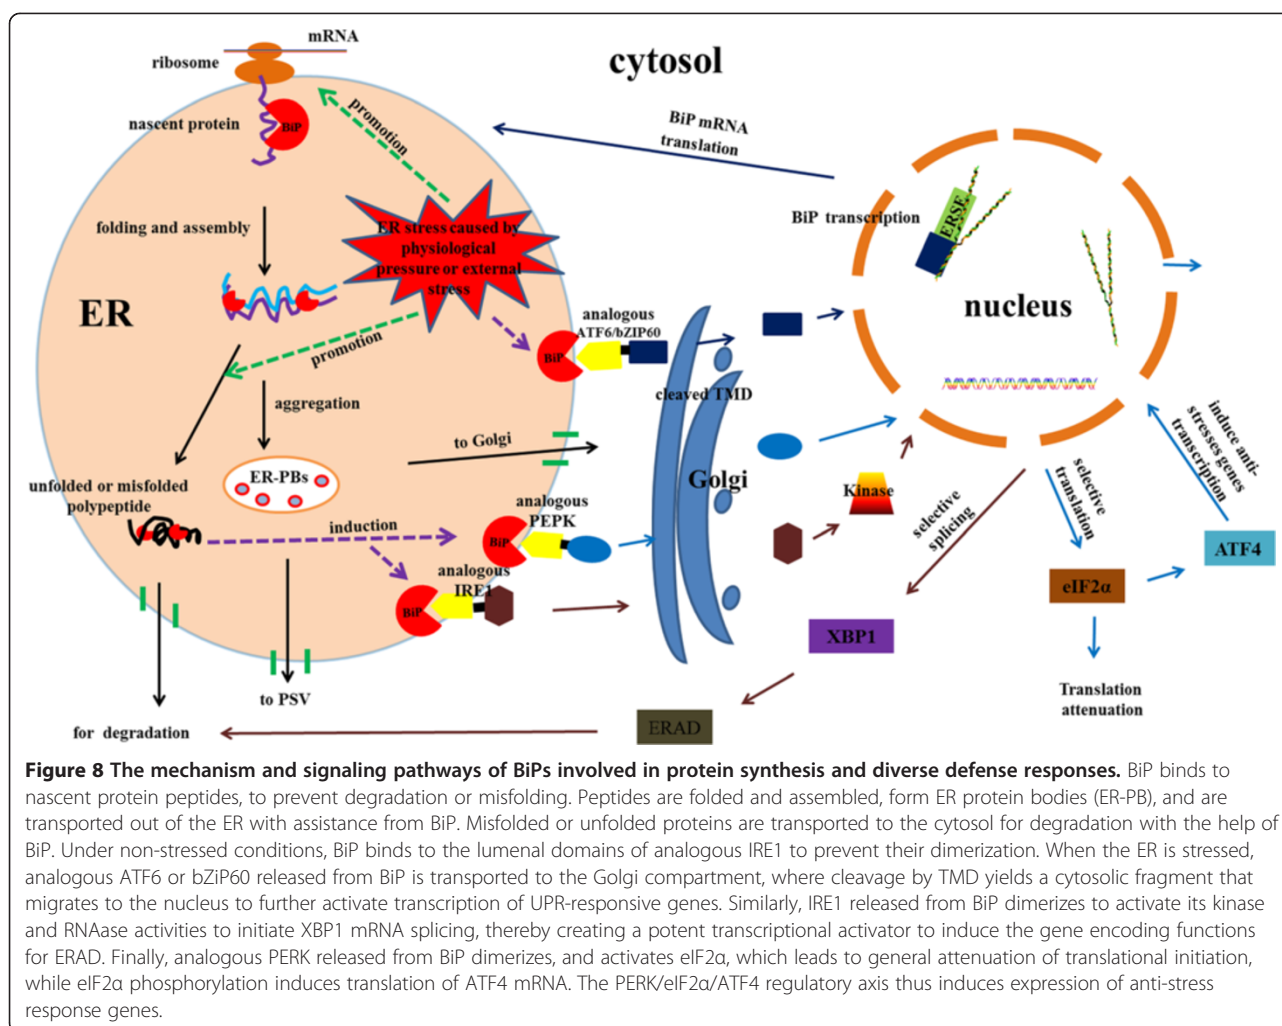 mRNA
ribosome
cytosol
nascent protein
BiP
promotion
BiP mRNA
translation
folding and assembly
ER stress caused by
physiological
pressure or external
stress
BiP transcription
ERSE
ER
nucleus
analogous
ATF6/bZIP60
BiP
promotion
cleaved TMD
aggregation
to Golgi
ER-PBs
unfolded or misfolded
polypeptide
Golgi
Kinase
analogous
PEPK
BiP
induction
selective
splicing
selective
translation
induce anti-
stresses genes
transcription
ATF4
analogous
IRE1
BiP
eIF2α
XBP1
to PSV
Translation
attenuation
for degradation
ERAD
Figure 8 The mechanism and signaling pathways of BiPs involved in protein synthesis and diverse defense responses. BiP binds to
nascent protein peptides, to prevent degradation or misfolding. Peptides are folded and assembled, form ER protein bodies (ER-PB), and are
transported out of the ER with assistance from BiP. Misfolded or unfolded proteins are transported to the cytosol for degradation with the help of
BiP. Under non-stressed conditions, BiP binds to the lumenal domains of analogous IRE1 to prevent their dimerization. When the ER is stressed,
analogous ATF6 or bZiP60 released from BiP is transported to the Golgi compartment, where cleavage by TMD yields a cytosolic fragment that
migrates to the nucleus to further activate transcription of UPR-responsive genes. Similarly, IRE1 released from BiP dimerizes to activate its kinase
and RNAase activities to initiate XBP1 mRNA splicing, thereby creating a potent transcriptional activator to induce the gene encoding functions
for ERAD. Finally, analogous PERK released from BiP dimerizes, and activates eIF2α, which leads to general attenuation of translational initiation,
while eIF2α phosphorylation induces translation of ATF4 mRNA. The PERK/eIF2α/ATF4 regulatory axis thus induces expression of anti-stress
response genes.